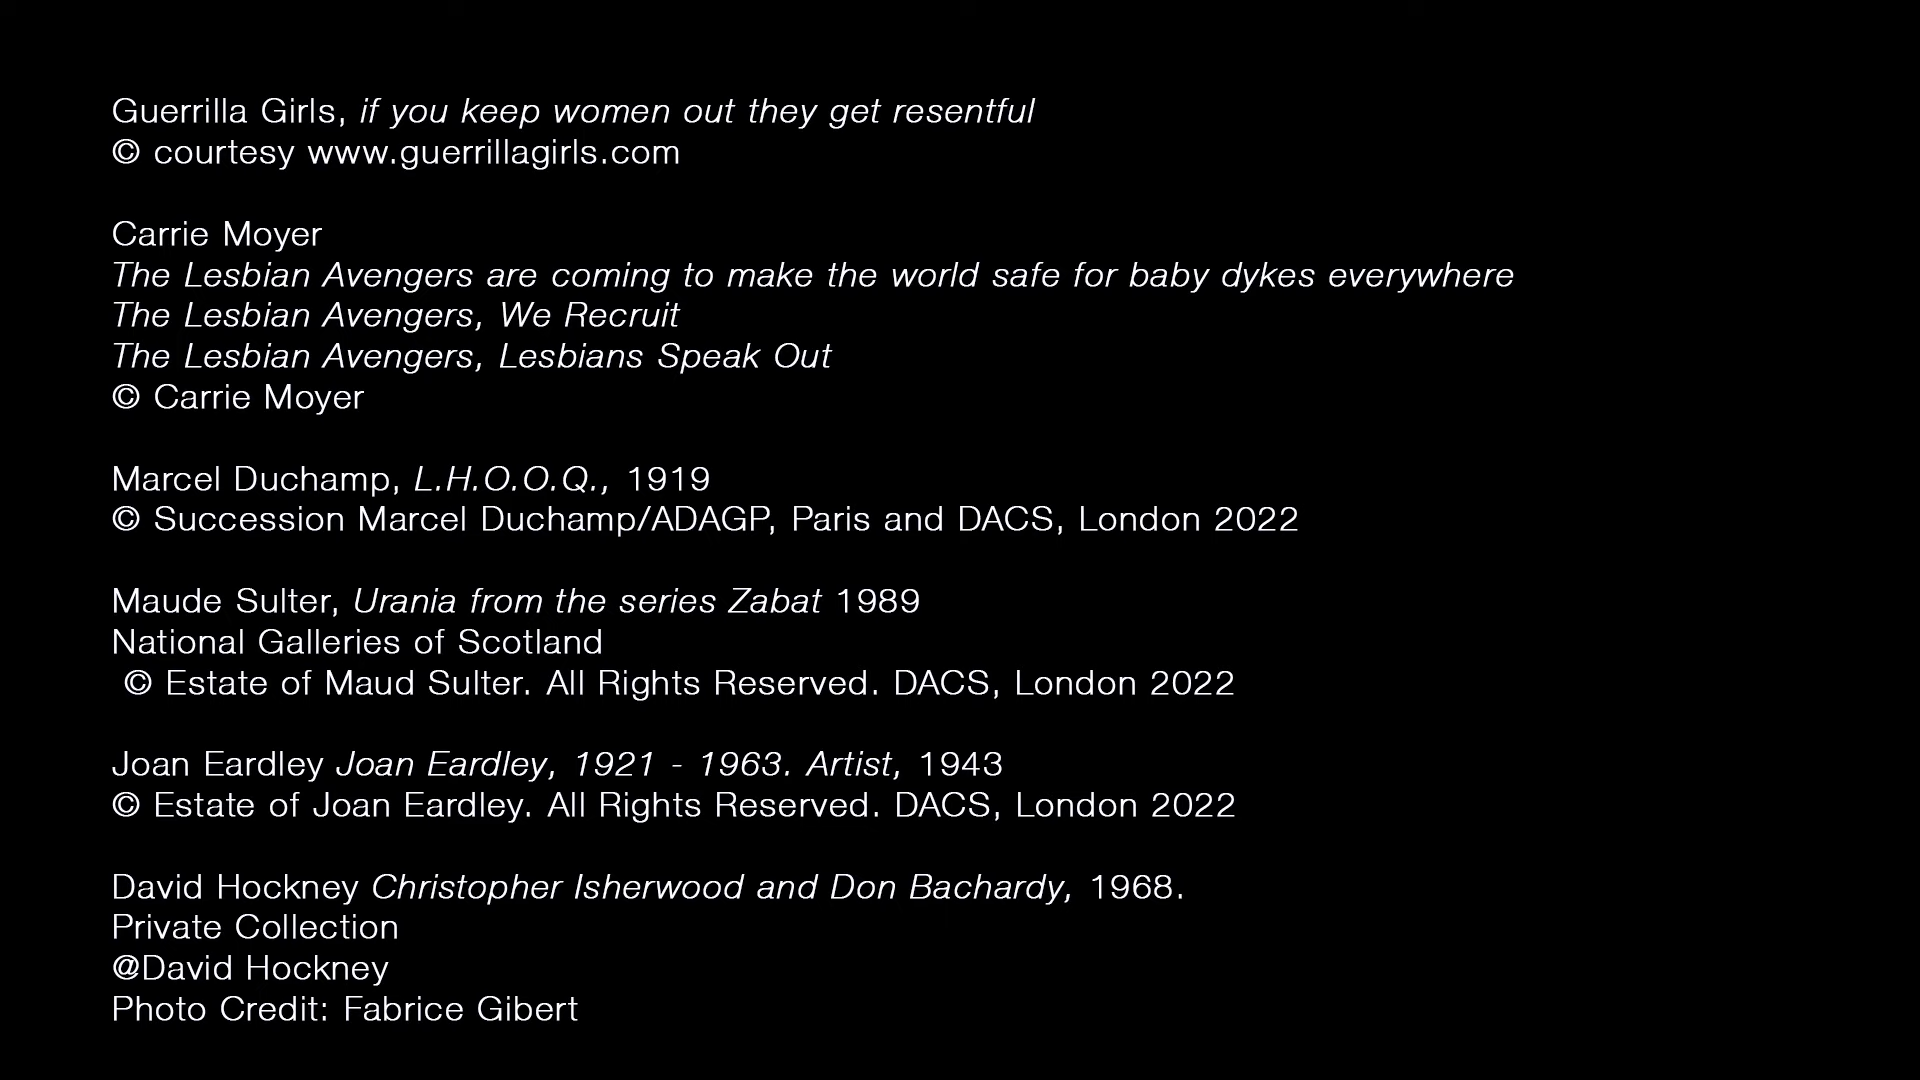 Guerrilla Girls, if you keep women out they get resentful
© courtesy www.guerrillagirls.com
Carrie Moyer
The Lesbian Avengers are coming to make the world safe for baby dykes everywhere
The Lesbian Avengers, We Recruit
The Lesbian Avengers, Lesbians Speak Out
© Carrie Moyer
Marcel Duchamp, L.H.O.O.Q., 1919
© Succession Marcel Duchamp/ADAGP, Paris and DACS, London 2022
Maude Sulter, Urania from the series Zabat 1989
National Galleries of Scotland
© Estate of Maud Sulter. All Rights Reserved. DACS, London 2022
Joan Eardley Joan Eardley, 1921 - 1963. Artist, 1943
© Estate of Joan Eardley. All Rights Reserved. DACS, London 2022
David Hockney Christopher Isherwood and Don Bachardy, 1968.
Private Collection
@David Hockney
Photo Credit: Fabrice Gibert